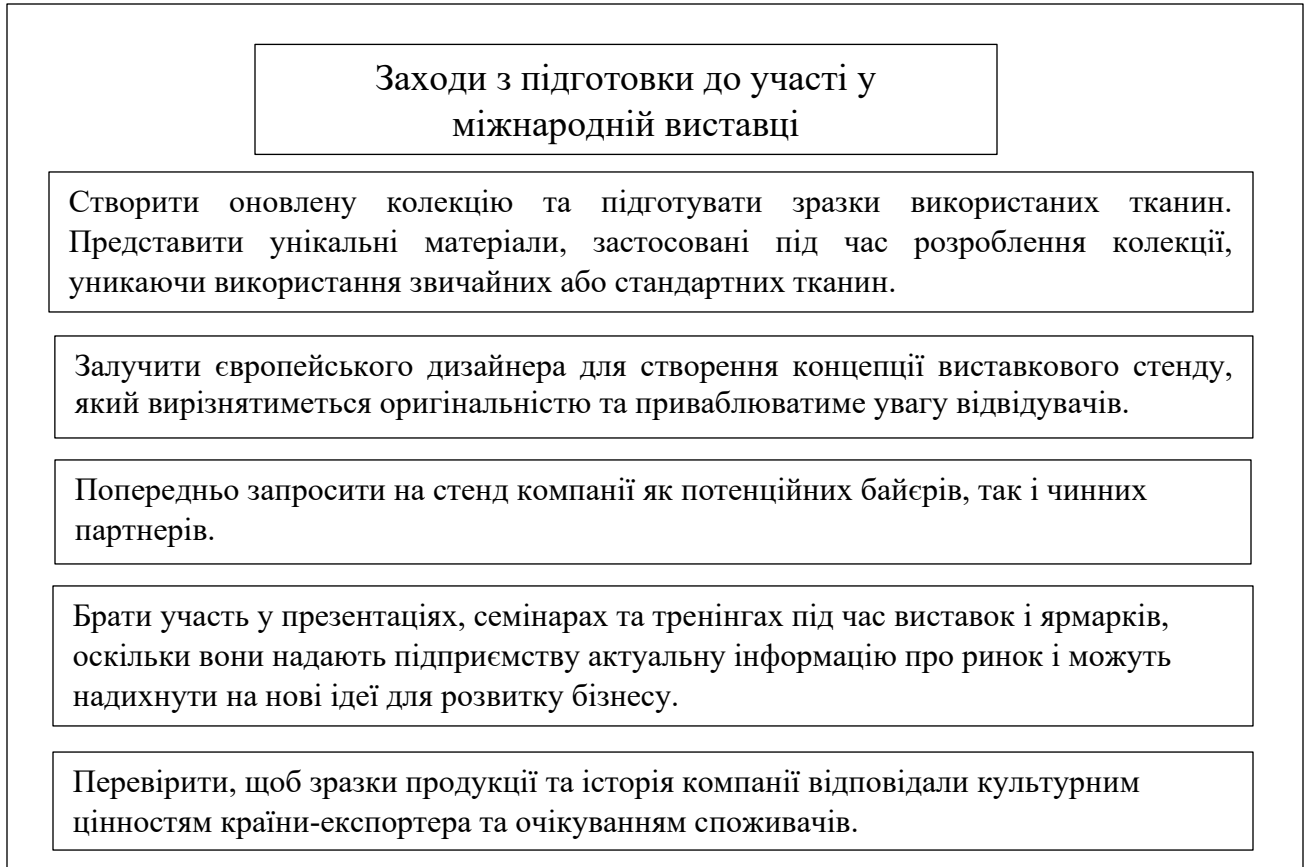 Заходи з підготовки до участі у
міжнародній виставці
Створити оновлену колекцію та підготувати зразки використаних тканин.
Представити унікальні матеріали, застосовані під час розроблення колекції,
уникаючи використання звичайних або стандартних тканин.
Залучити європейського дизайнера для створення концепції виставкового стенду,
який вирізнятиметься оригінальністю та приваблюватиме увагу відвідувачів.
Попередньо запросити на стенд компанії як потенційних байєрів, так і чинних
партнерів.
Брати участь у презентаціях, семінарах та тренінгах під час виставок і ярмарків,
оскільки вони надають підприємству актуальну інформацію про ринок і можуть
надихнути на нові ідеї для розвитку бізнесу.
Перевірити, щоб зразки продукції та історія компанії відповідали культурним
цінностям країни-експортера та очікуванням споживачів.